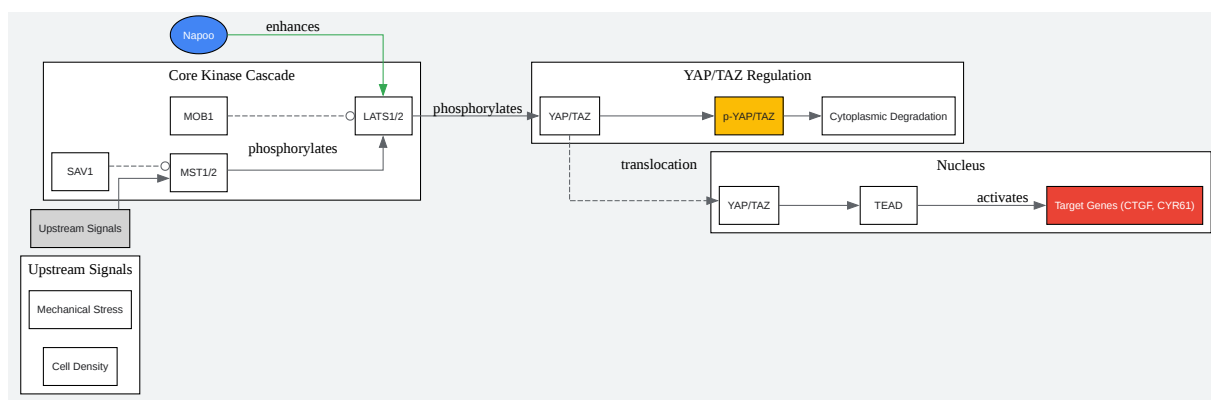 Napoo
enhances
Core Kinase Cascade
MOB1
LATS1/2
phosphorylates
SAV1
MST1/2
Upstream Signals
phosphorylates
YAP/TAZ Regulation
YAP/TAZ
p-YAP/TAZ
Cytoplasmic Degradation
translocation
Nucleus
YAP/TAZ
TEAD
activates
Target Genes (CTGF, CYR61)
Upstream Signals
Mechanical Stress
Cell Density